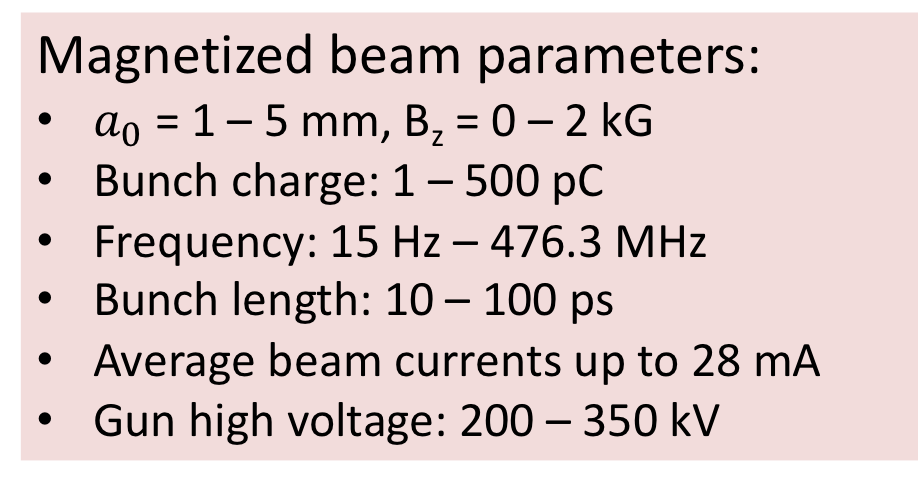 Magnetized beam parameters:
• 𝑎₀ = 1 – 5 mm, B_z = 0 – 2 kG
• Bunch charge: 1 – 500 pC
• Frequency: 15 Hz – 476.3 MHz
• Bunch length: 10 – 100 ps
• Average beam currents up to 28 mA
• Gun high voltage: 200 – 350 kV